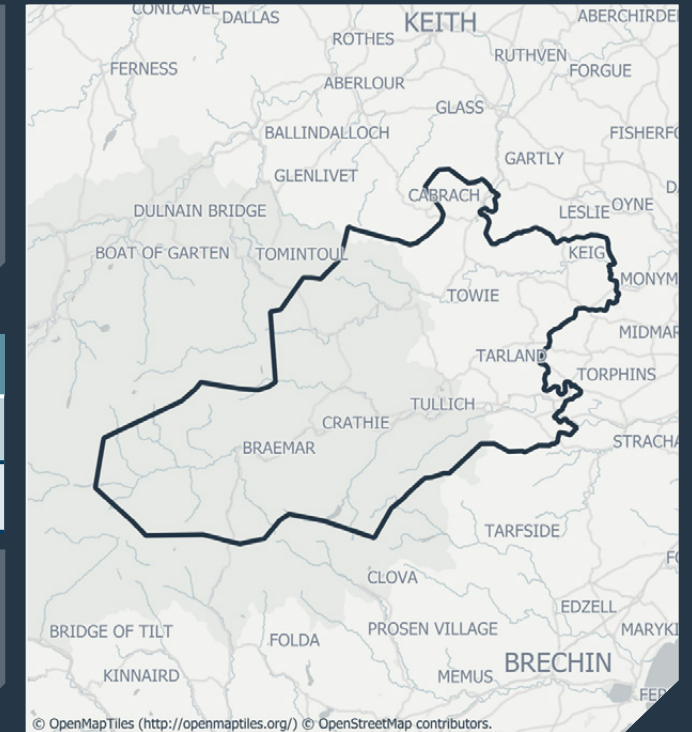 CONICAVEL
DALLAS
KEITH
ABERCHIRDE
ROTHES
RUTHVEN
FERNESS
FORGUE
ABERLOUR
GLASS
BALLINDALLOCH
FISHERFO
GARTLY
GLENLIVET
D
CABRACH
OYNE
DULNAIN BRIDGE
LESLIE
BOAT OF GARTEN
TOMINTOUL
KEIG
MONYM
TOWIE
MIDMAR
TARLAND
TORPHINS
TULLICH
CRATHIE
STRACHA
BRAEMAR
TARFSIDE
F
CLOVA
EDZELL
BRIDGE OF TILT
PROSEN VILLAGE
MARYKI
FOLDA
BRECHIN
KINNAIRD
MEMUS
FER
© OpenMapTiles (http://openmaptiles.org/) © OpenStreetMap contributors.